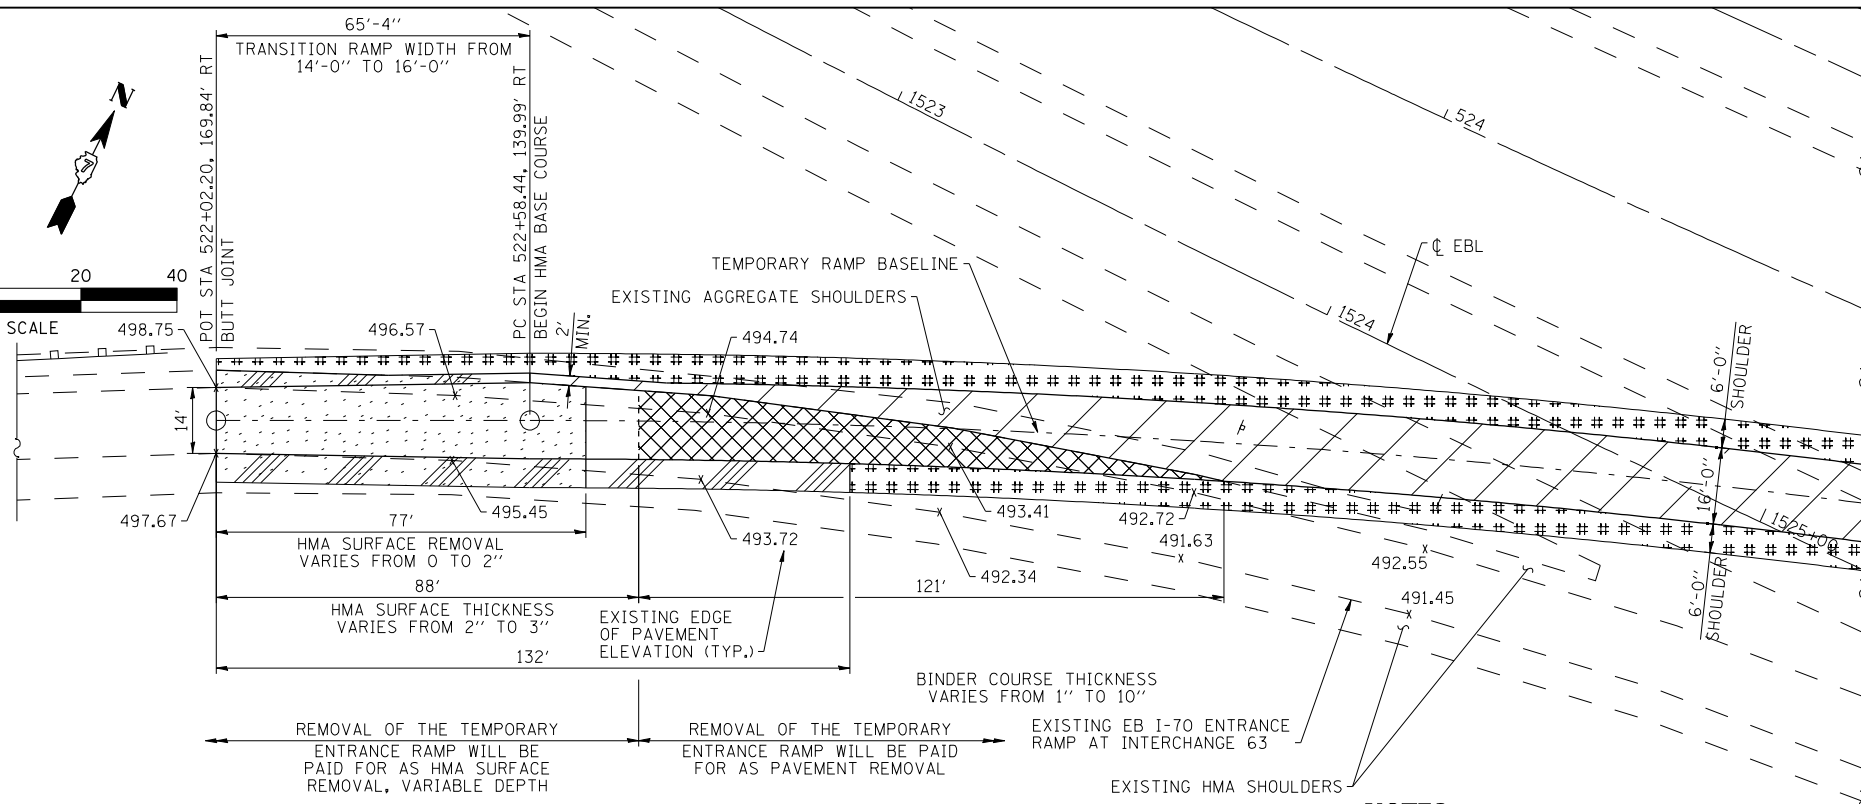 65'-4"
TRANSITION RAMP WIDTH FROM
14'-0" TO 16'-0"
POT STA 522+02.20, 169.84' RT
BUTT JOINT
PC STA 522+58.44, 139.99' RT
BEGIN HMA BASE COURSE
N
7
20 40
SCALE
1523
524
℄ EBL
1524
TEMPORARY RAMP BASELINE
EXISTING AGGREGATE SHOULDERS
2'
MIN.
498.75
496.57
494.74
14'
6'-0"
SHOULDER
16'-0"
1525+00
6'-0"
SHOULDER
497.67
495.45
493.72
493.41
492.72
491.63
492.55
492.34
491.45
77'
HMA SURFACE REMOVAL
VARIES FROM 0 TO 2"
88'
121'
HMA SURFACE THICKNESS
VARIES FROM 2" TO 3"
EXISTING EDGE
OF PAVEMENT
ELEVATION (TYP.)
132'
BINDER COURSE THICKNESS
VARIES FROM 1" TO 10"
REMOVAL OF THE TEMPORARY
ENTRANCE RAMP WILL BE
PAID FOR AS HMA SURFACE
REMOVAL, VARIABLE DEPTH
REMOVAL OF THE TEMPORARY
ENTRANCE RAMP WILL BE PAID
FOR AS PAVEMENT REMOVAL
EXISTING EB I-70 ENTRANCE
RAMP AT INTERCHANGE 63
EXISTING HMA SHOULDERS